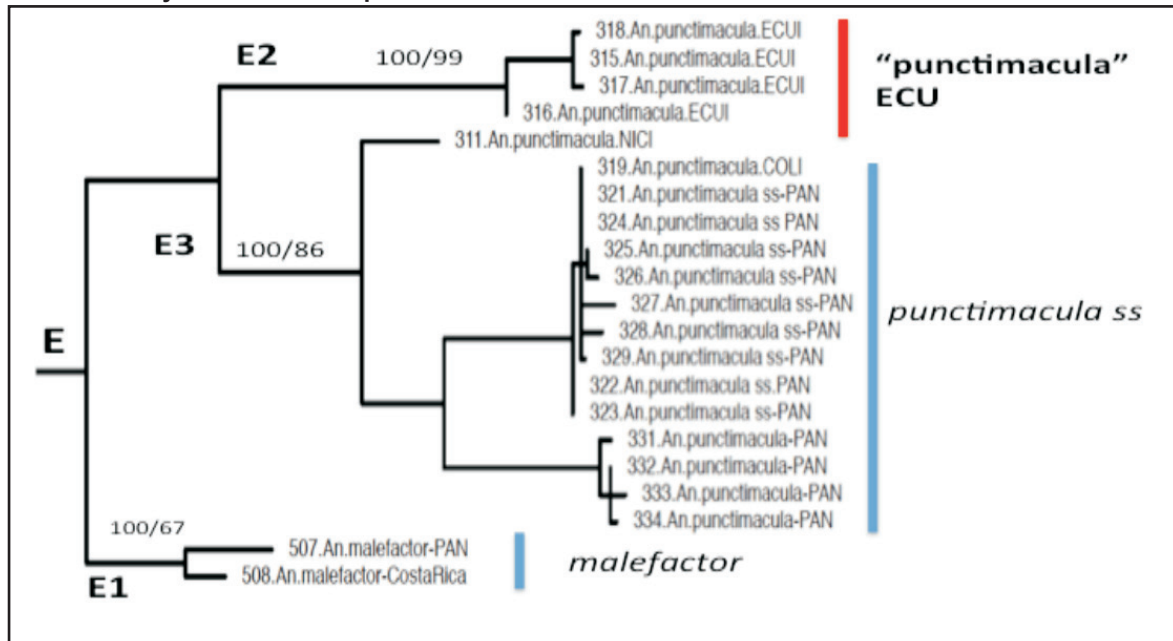 318.An.punctimacula.ECUI
E2
100/99
315.An.punctimacula.ECUI
"punctimacula"
ECU
317.An.punctimacula.ECUI
316.An.punctimacula.ECUI
311.An.punctimacula.NICI
319.An.punctimacula.COLI
321.An.punctimacula ss-PAN
324.An.punctimacula ss PAN
E3
100/86
325.An.punctimacula ss-PAN
326.An.punctimacula ss-PAN
327.An.punctimacula ss-PAN
punctimacula ss
328.An.punctimacula ss-PAN
E
329.An.punctimacula ss-PAN
322.An.punctimacula ss.PAN
323.An.punctimacula ss-PAN
331.An.punctimacula-PAN
332.An.punctimacula-PAN
333.An.punctimacula-PAN
334.An.punctimacula-PAN
100/67
507.An.malefactor-PAN
malefactor
508.An.malefactor-CostaRica
E1